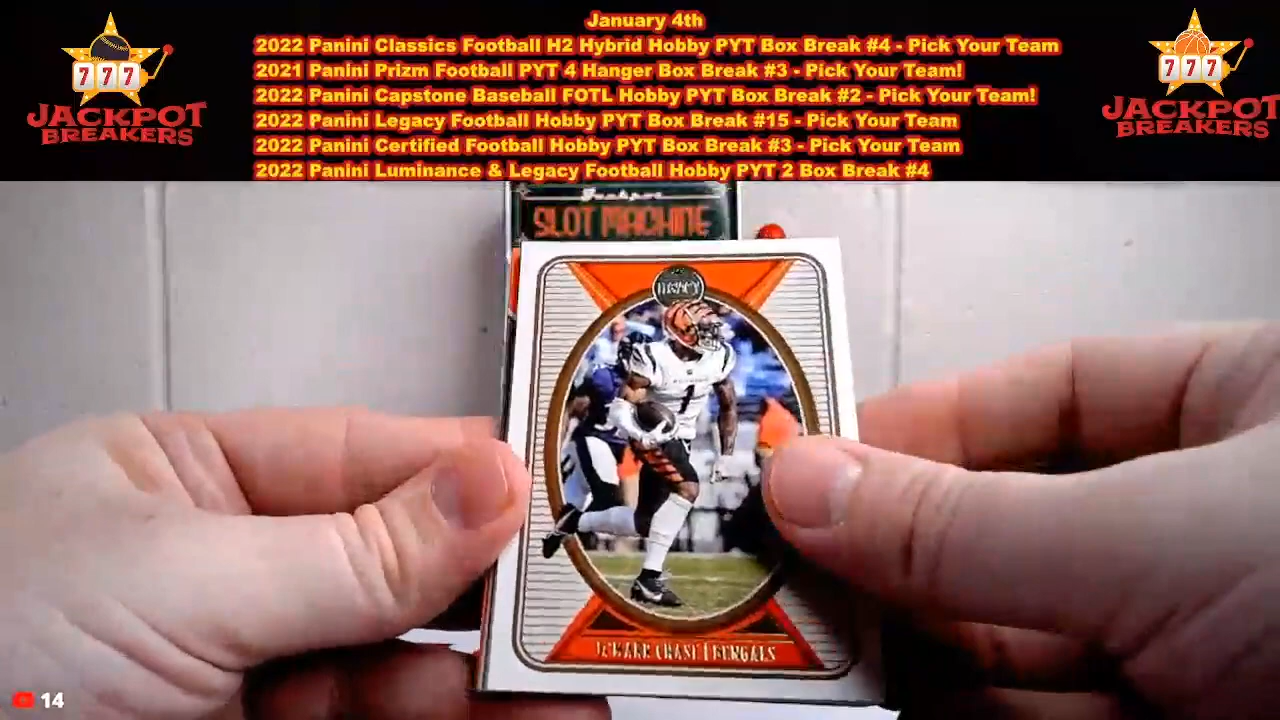 January 4th
2022 Panini Classics Football H2 Hybrid Hobby PYT Box Break #4 - Pick Your Team
2021 Panini Prizm Football PYT 4 Hanger Box Break #3 - Pick Your Team!
2022 Panini Capstone Baseball FOTL Hobby PYT Box Break #2 - Pick Your Team!
2022 Panini Legacy Football Hobby PYT Box Break #15 - Pick Your Team
2022 Panini Certified Football Hobby PYT Box Break #3 - Pick Your Team
2022 Panini Luminance & Legacy Football Hobby PYT 2 Box Break #4
777
JACKPOT
BREAKERS
777
JACKPOT
BREAKERS
SLOT MACHINE
LEGACY
1
JA'MARR CHASE | BENGALS
14